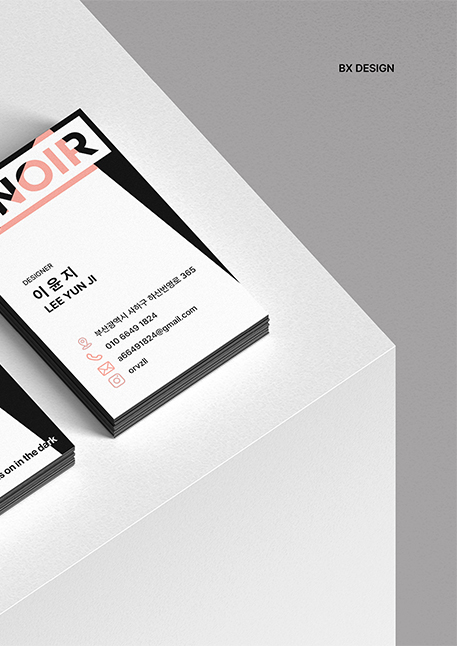 BX DESIGN
NOIR
DESIGNER
이윤지
LEE YUN JI
부산광역시 사하구 하신번영로 365
010 6649 1824
a66491824@gmail.com
orvzll
on in the dark